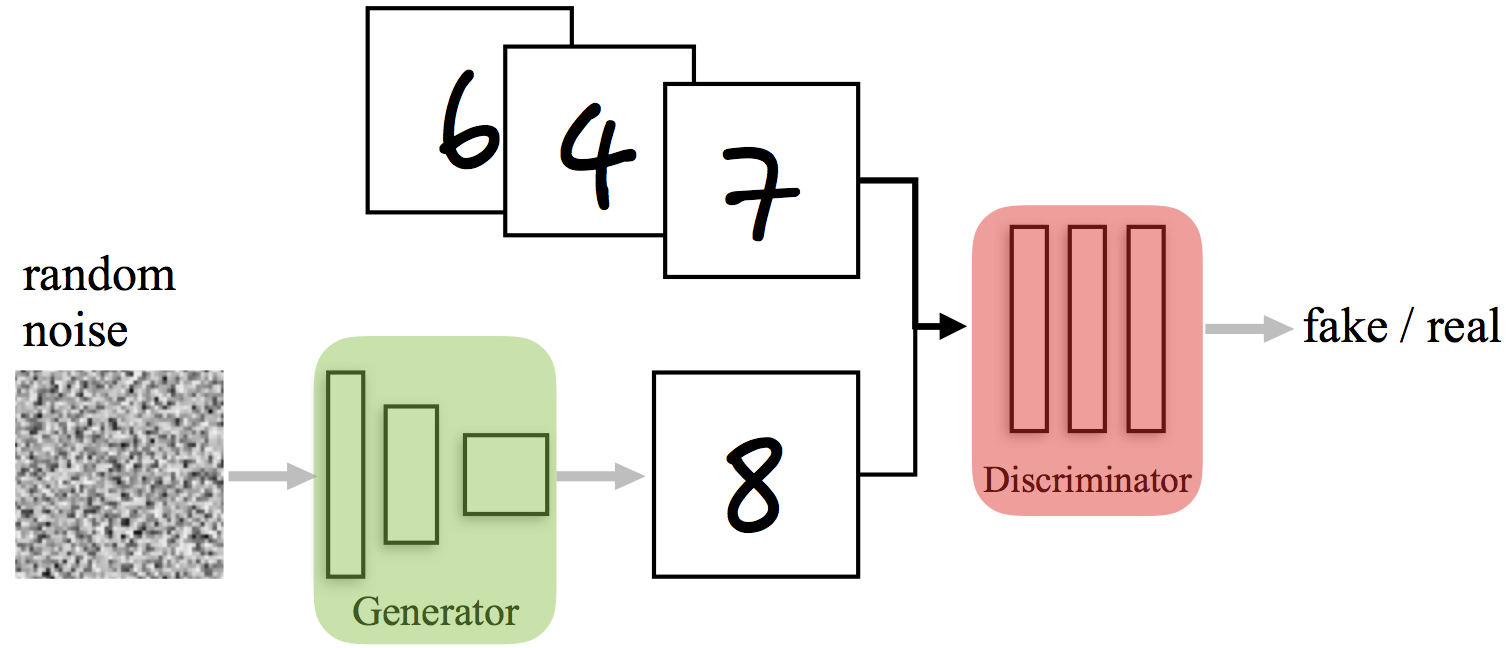 6
4
7
random
noise
8
Generator
Discriminator
fake / real